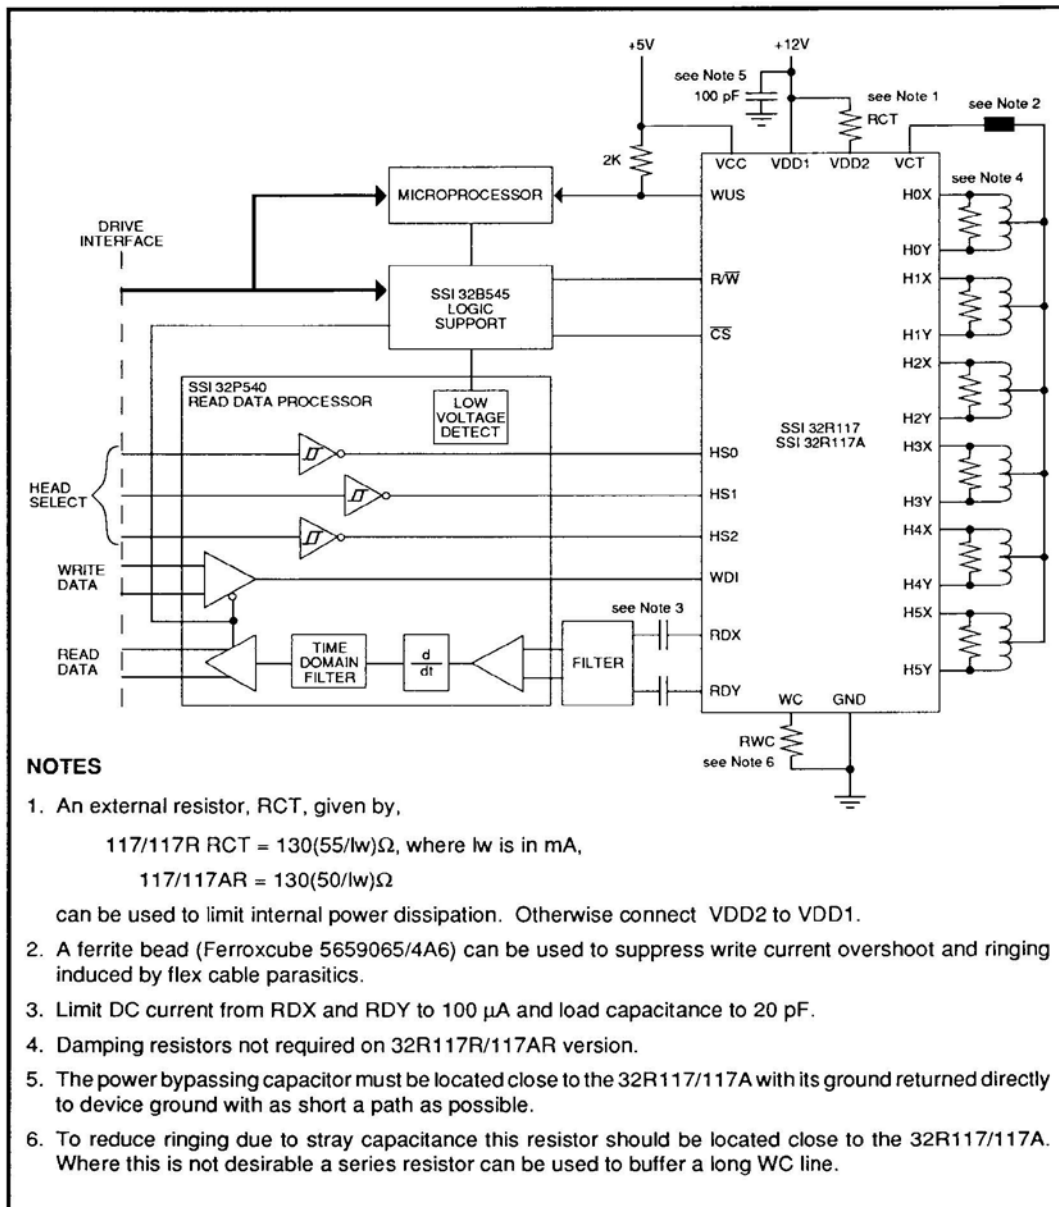 +5V
+12V
see Note 5
100 pF
see Note 1
RCT
see Note 2
2K
VCC
VDD1
VDD2
VCT
MICROPROCESSOR
WUS
see Note 4
H0X
H0Y
DRIVE
INTERFACE
SSI 32B545
LOGIC
SUPPORT
R/W̅
C̅S̅
H1X
H1Y
SSI 32P540
READ DATA PROCESSOR
LOW
VOLTAGE
DETECT
H2X
H2Y
SSI 32R117
SSI 32R117A
HEAD
SELECT
HS0
HS1
HS2
H3X
H3Y
H4X
H4Y
WRITE
DATA
WDI
see Note 3
H5X
H5Y
READ
DATA
TIME
DOMAIN
FILTER
d
dt
FILTER
RDX
RDY
WC
GND
RWC
see Note 6
NOTES
1. An external resistor, RCT, given by,
117/117R RCT = 130(55/Iw)Ω, where Iw is in mA,
117/117AR = 130(50/Iw)Ω
can be used to limit internal power dissipation. Otherwise connect VDD2 to VDD1.
2. A ferrite bead (Ferroxcube 5659065/4A6) can be used to suppress write current overshoot and ringing
induced by flex cable parasitics.
3. Limit DC current from RDX and RDY to 100 µA and load capacitance to 20 pF.
4. Damping resistors not required on 32R117R/117AR version.
5. The power bypassing capacitor must be located close to the 32R117/117A with its ground returned directly
to device ground with as short a path as possible.
6. To reduce ringing due to stray capacitance this resistor should be located close to the 32R117/117A.
Where this is not desirable a series resistor can be used to buffer a long WC line.